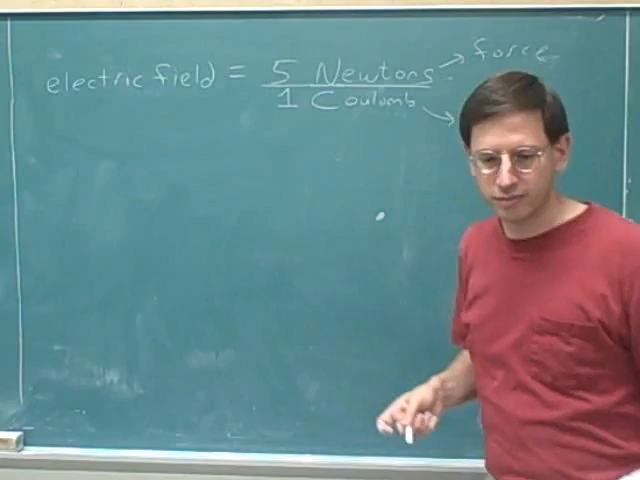 electric field = 5 Newtons → force
1 Coulomb →